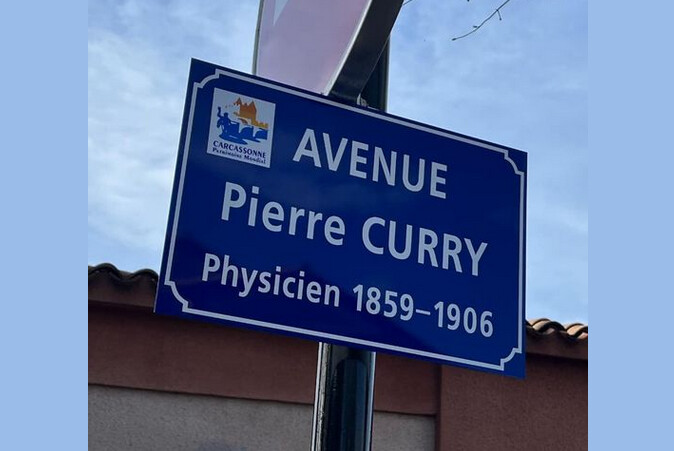 CARCASSONNE
Patrimoine Mondial
AVENUE
Pierre CURRY
Physicien 1859–1906